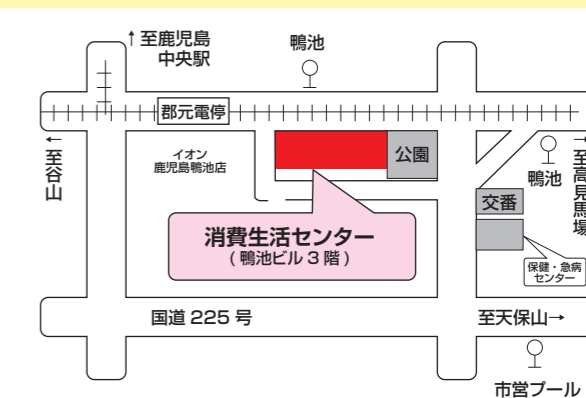 ↑至鹿児島
中央駅
鴨池
郡元電停
←至谷山
イオン
鹿児島鴨池店
公園
鴨池
→至高見馬場
交番
消費生活センター
(鴨池ビル3階)
保健・急病
センター
国道225号
至天保山→
市営プール